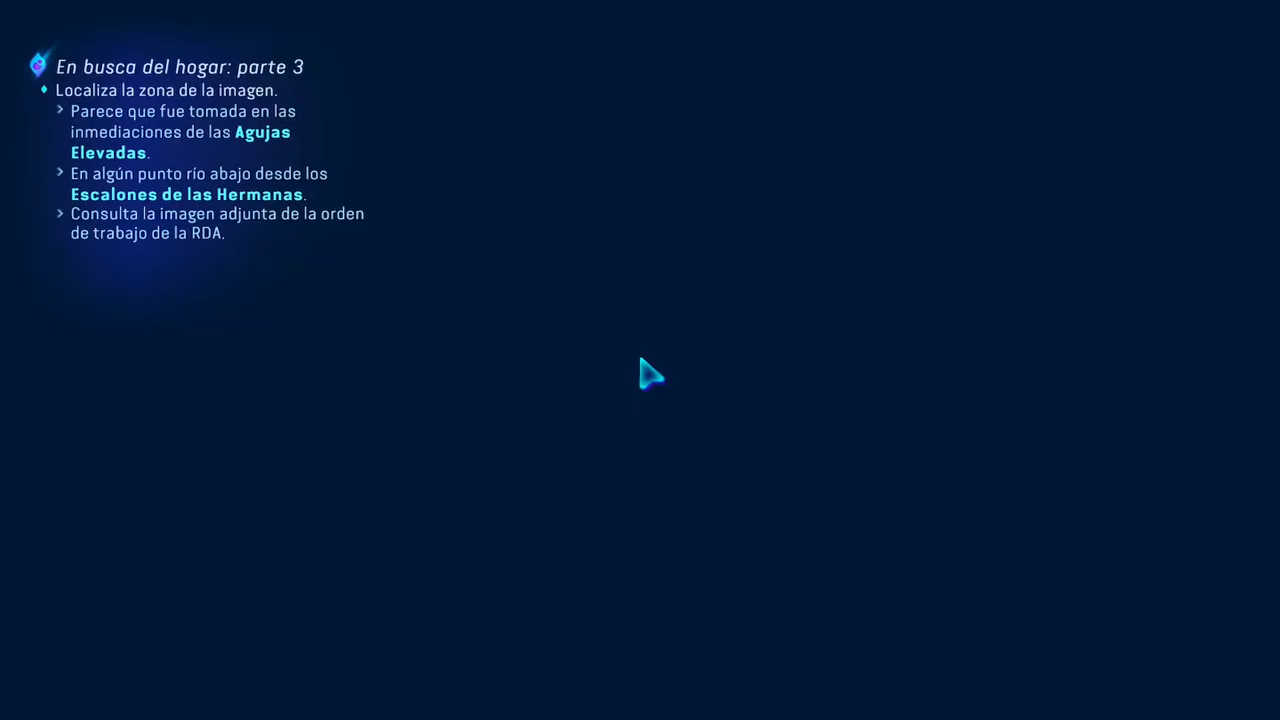 En busca del hogar: parte 3
Localiza la zona de la imagen.
Parece que fue tomada en las
inmediaciones de las Agujas
Elevadas.
En algún punto río abajo desde los
Escalones de las Hermanas.
Consulta la imagen adjunta de la orden
de trabajo de la RDA.